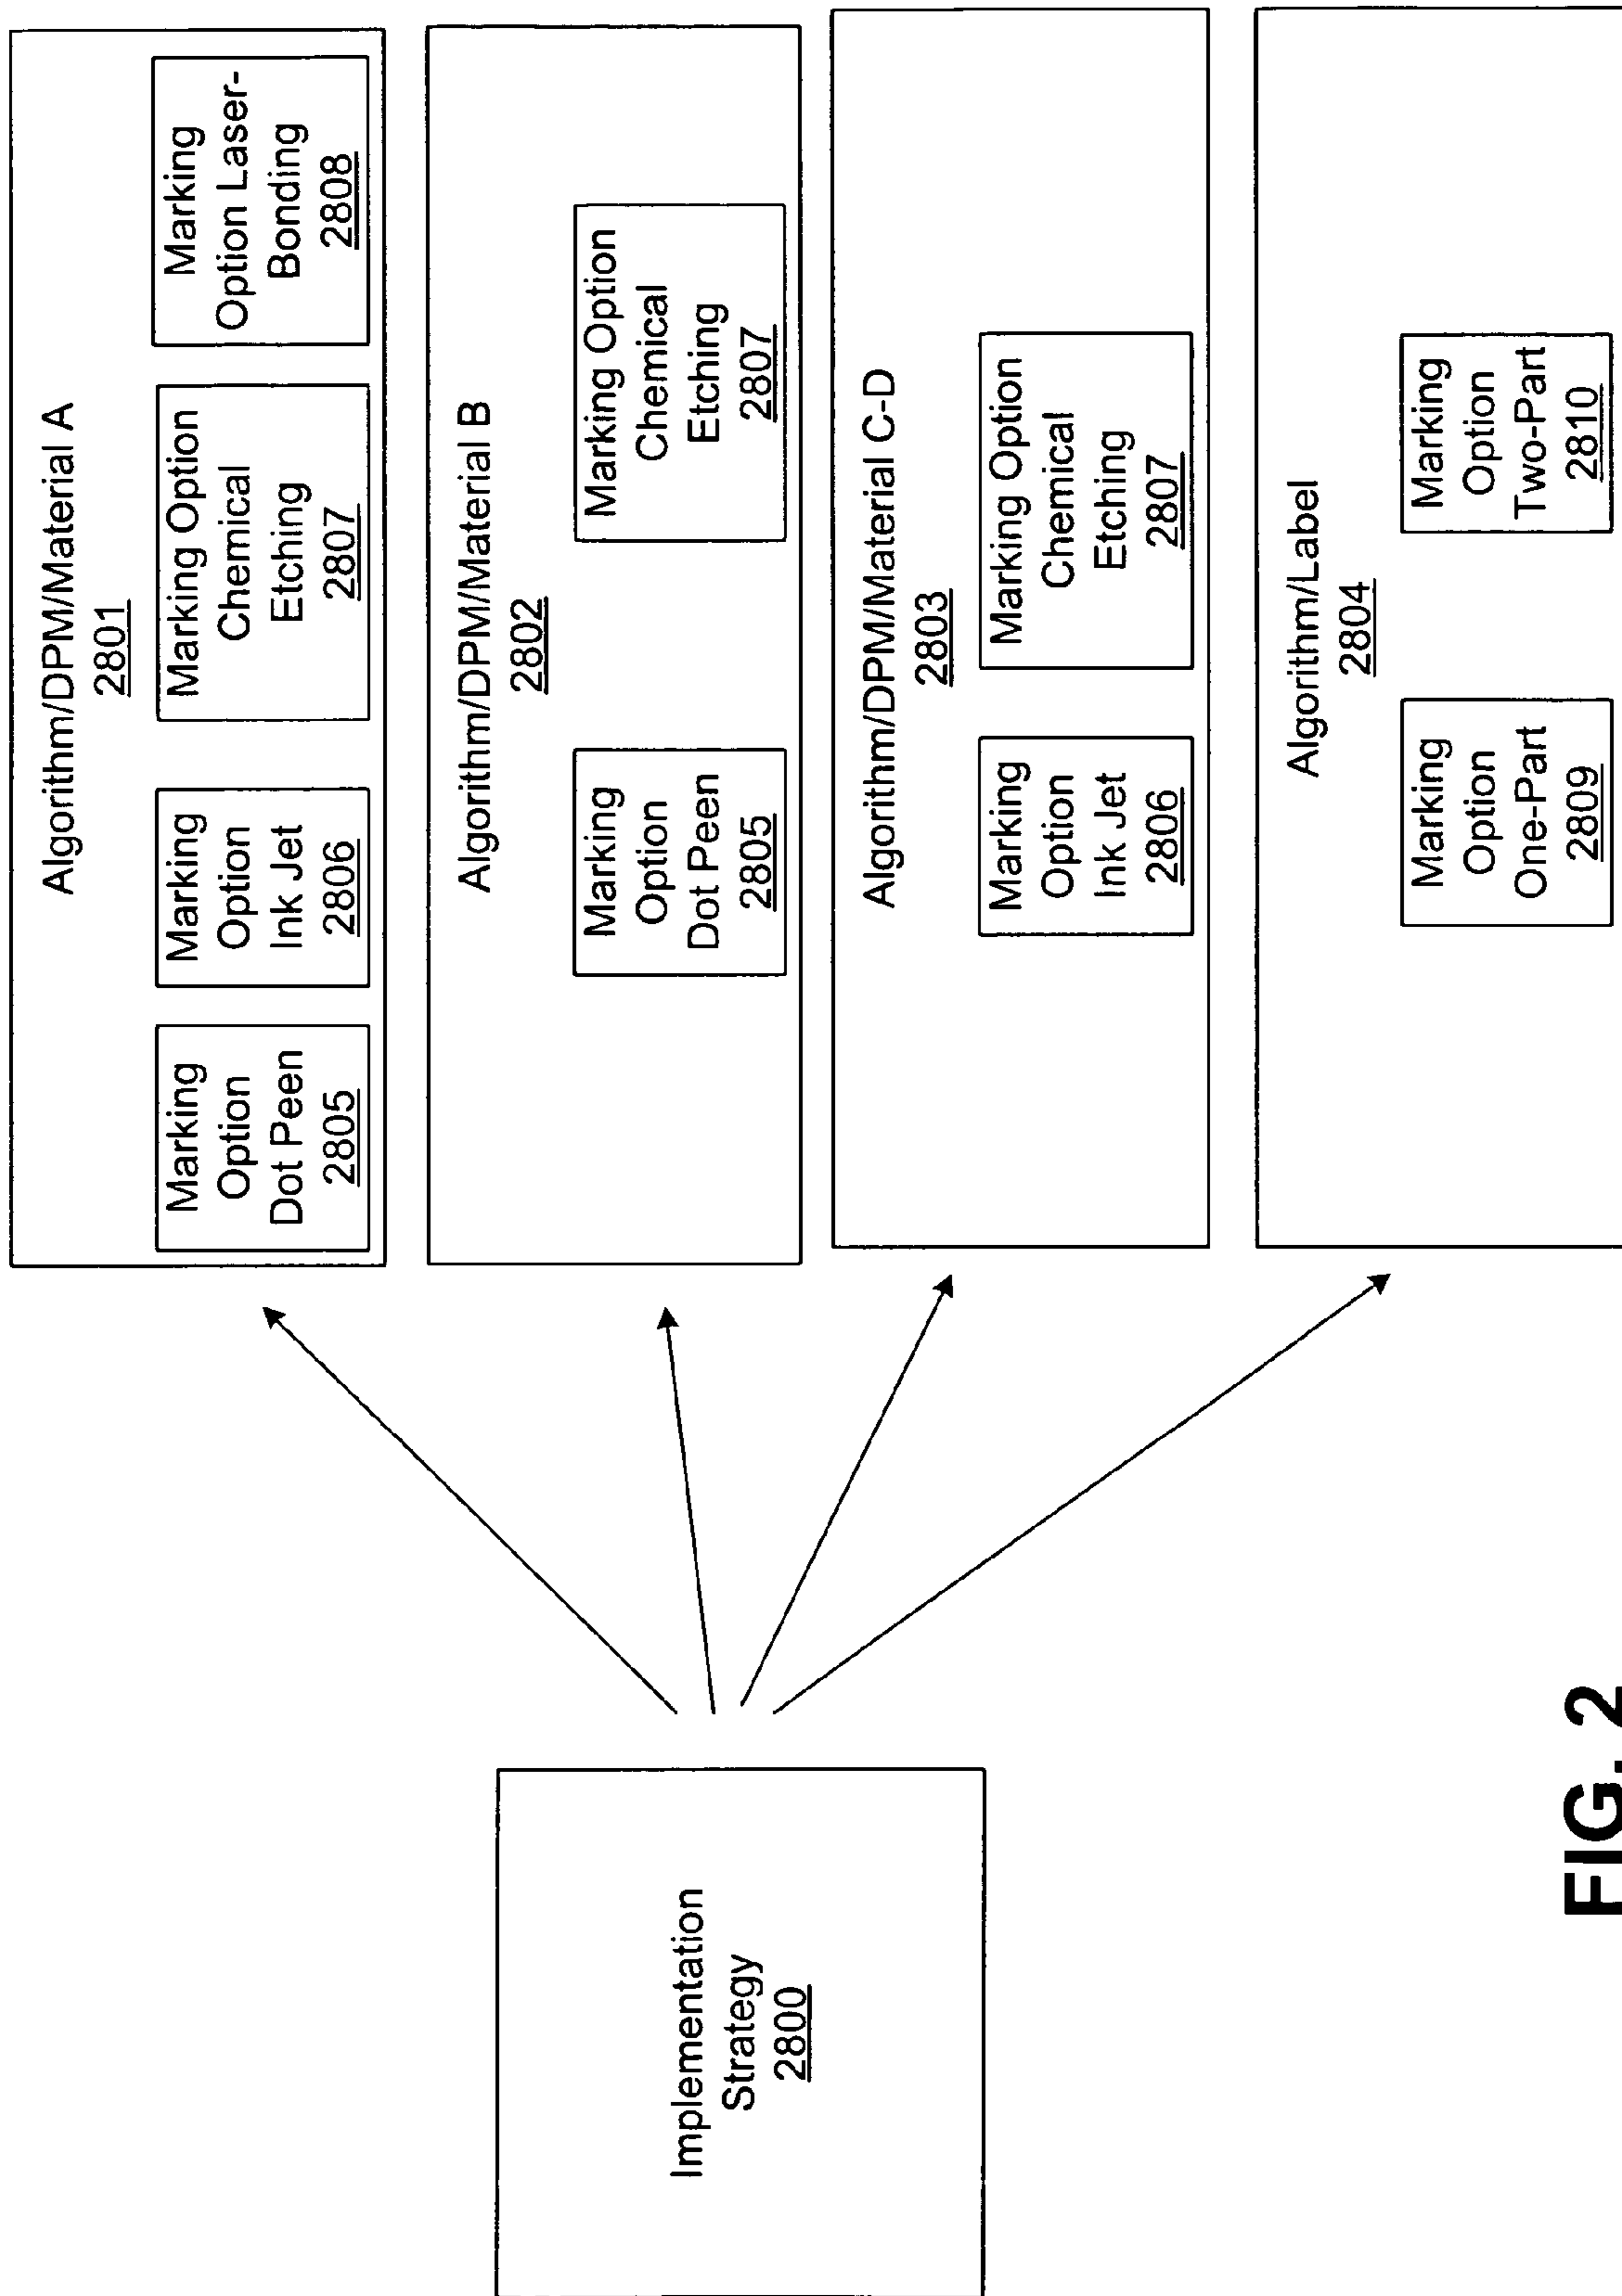 Algorithm/DPM/Material A
2801
Marking
Option
Dot Peen
2805
Marking
Option
Ink Jet
2806
Marking Option
Chemical
Etching
2807
Marking
Option Laser-
Bonding
2808
Algorithm/DPM/Material B
2802
Marking
Option
Dot Peen
2805
Marking Option
Chemical
Etching
2807
Implementation
Strategy
2800
Algorithm/DPM/Material C-D
2803
Marking
Option
Ink Jet
2806
Marking Option
Chemical
Etching
2807
Algorithm/Label
2804
Marking
Option
One-Part
2809
Marking
Option
Two-Part
2810
FIG. 2